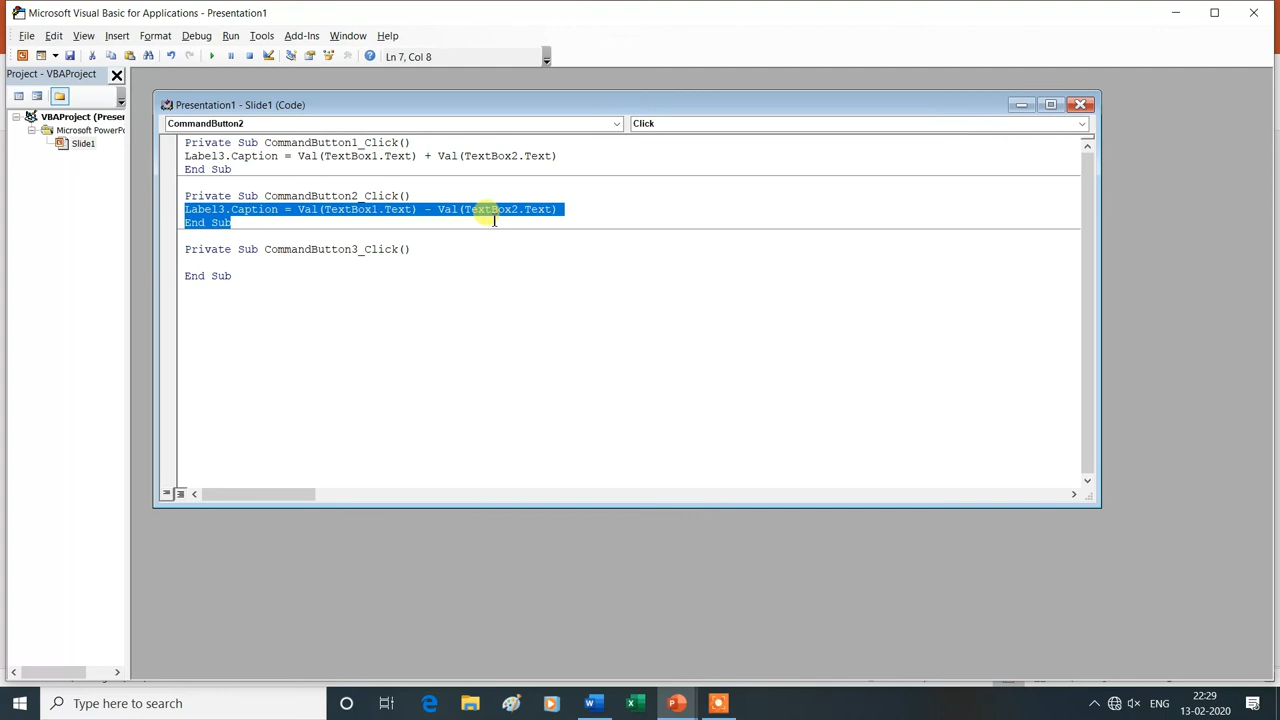 Microsoft Visual Basic for Applications - Presentation1
File Edit View Insert Format Debug Run Tools Add-Ins Window Help
Ln 7, Col 8
Project - VBAProject
VBAProject (Presen
Microsoft PowerPo
Slide1
Presentation1 - Slide1 (Code)
CommandButton2 Click
Private Sub CommandButton1_Click()
Label3.Caption = Val(TextBox1.Text) + Val(TextBox2.Text)
End Sub
Private Sub CommandButton2_Click()
Label3.Caption = Val(TextBox1.Text) - Val(TextBox2.Text)
End Sub
Private Sub CommandButton3_Click()
End Sub
Type here to search
ENG
22:29
13-02-2020